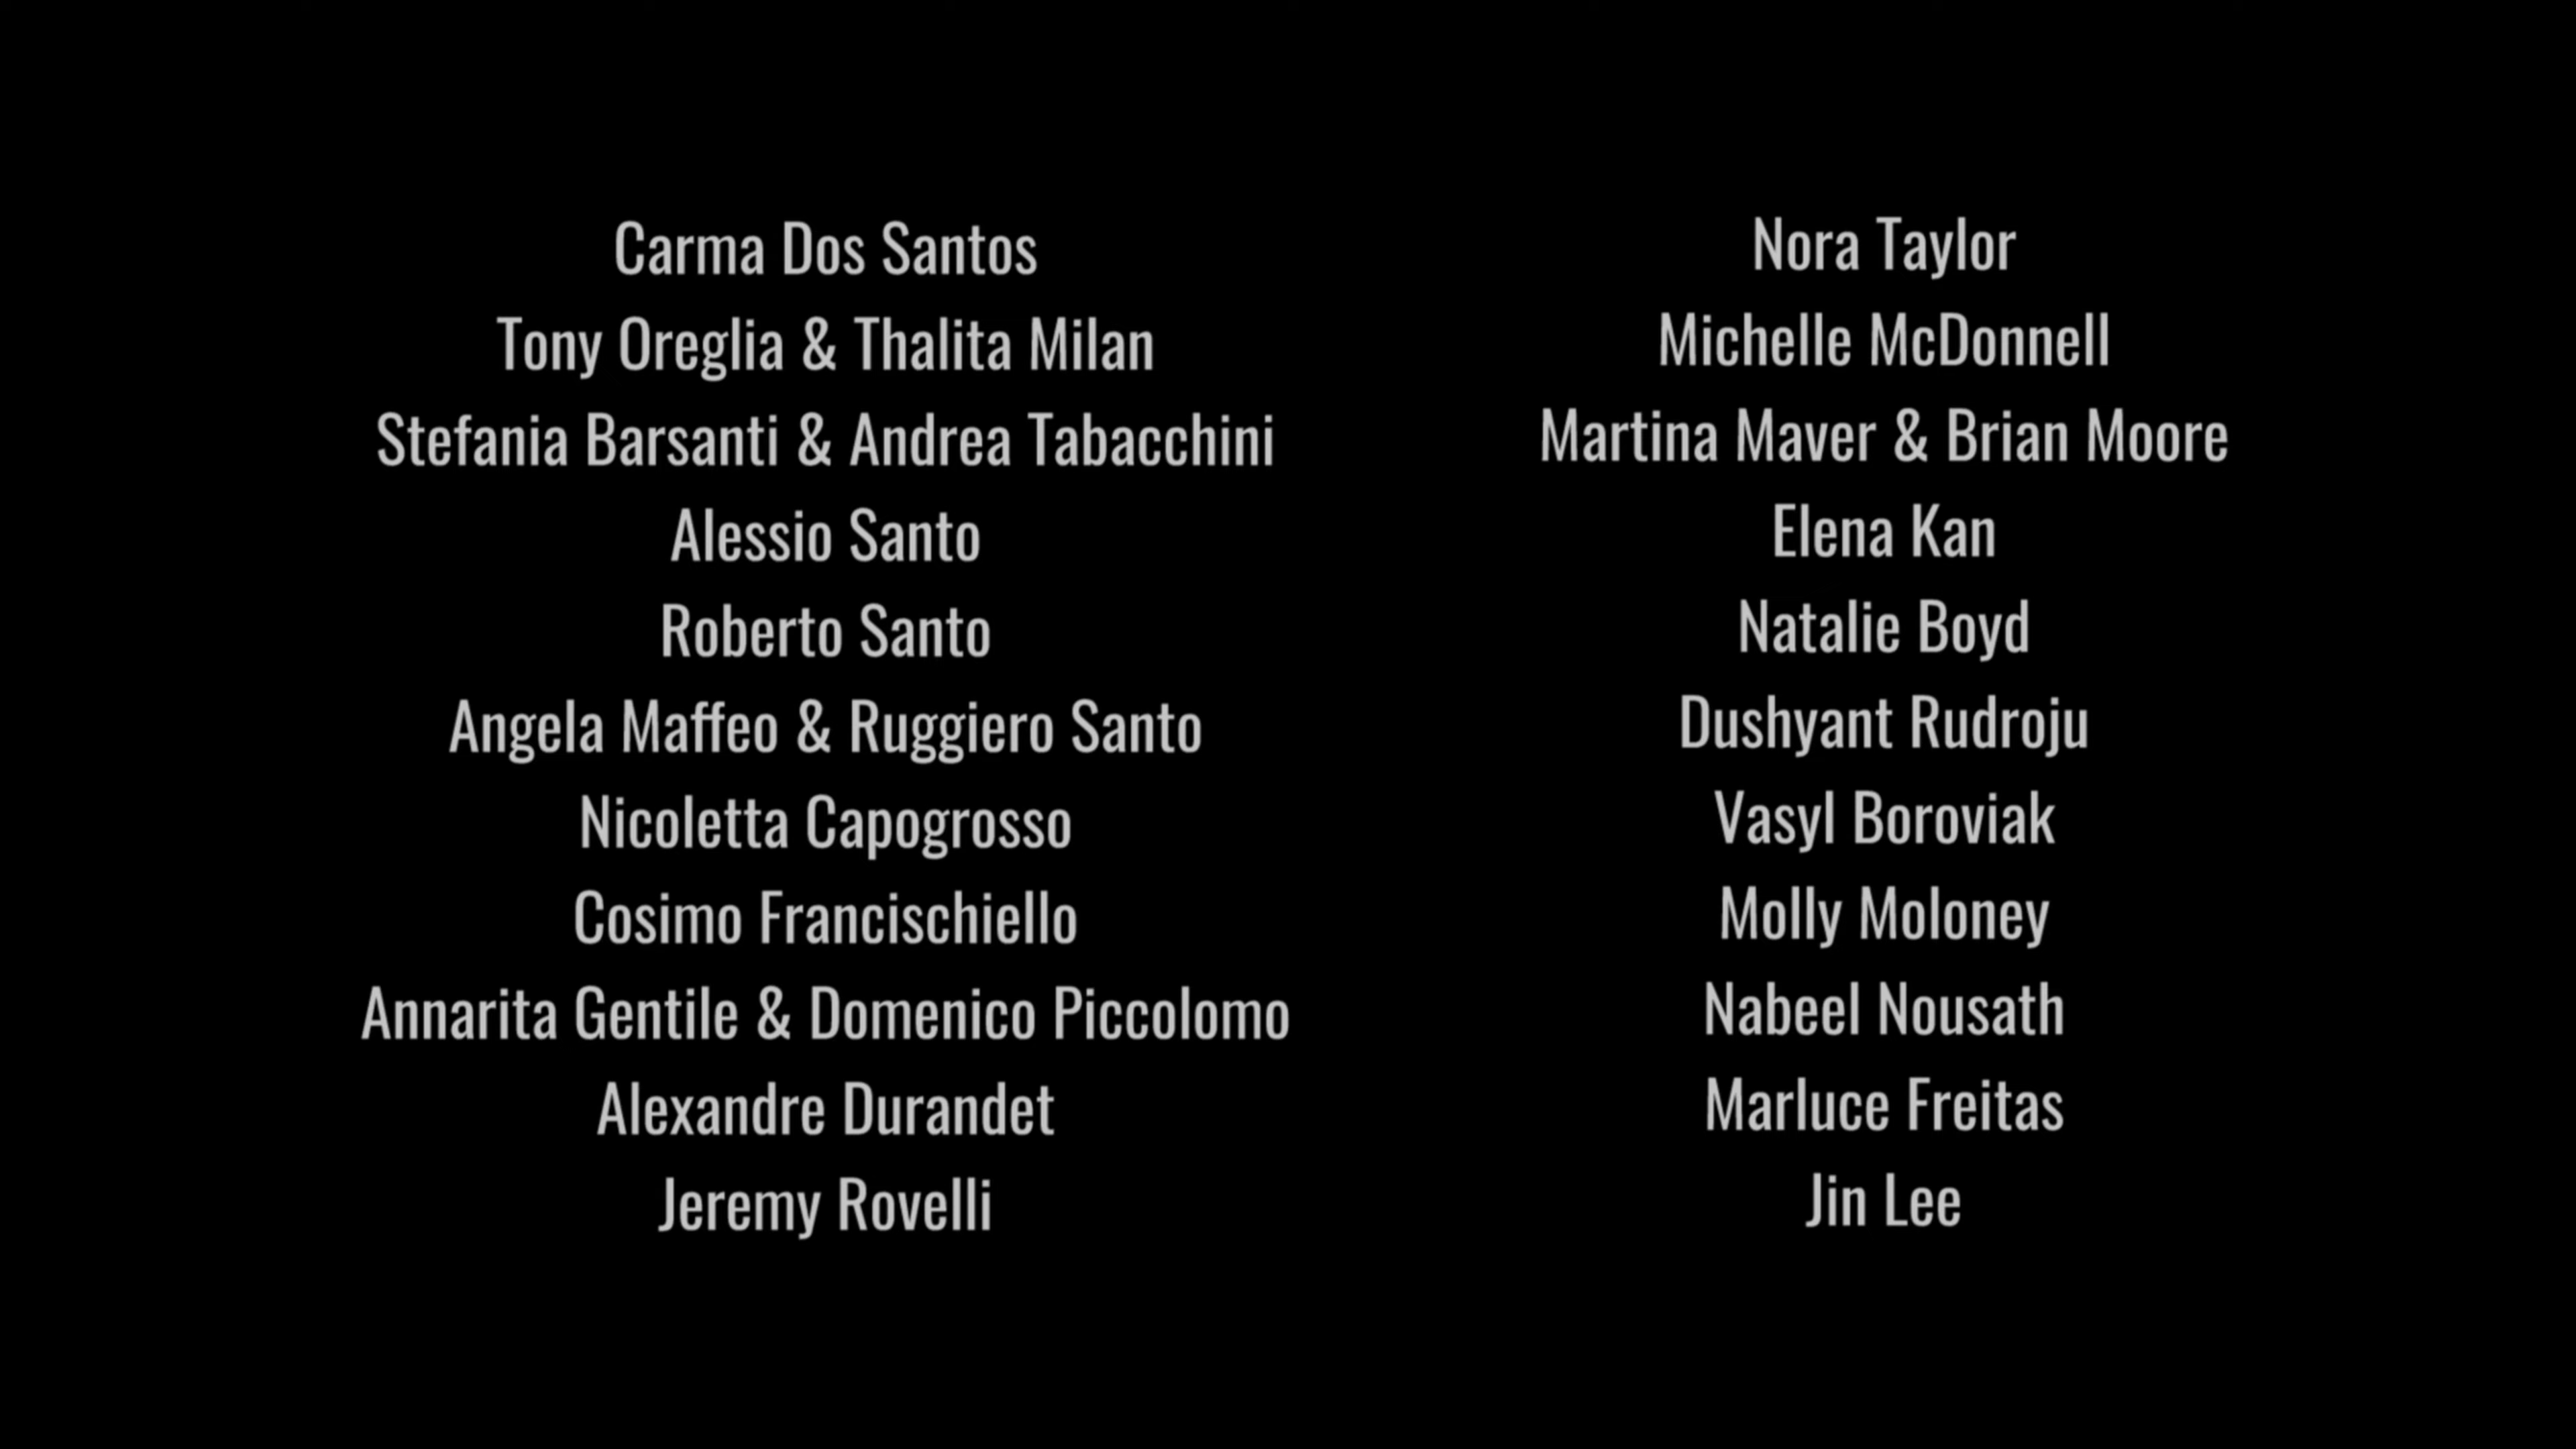 Carma Dos Santos
Tony Oreglia & Thalita Milan
Stefania Barsanti & Andrea Tabacchini
Alessio Santo
Roberto Santo
Angela Maffeo & Ruggiero Santo
Nicoletta Capogrosso
Cosimo Francischiello
Annarita Gentile & Domenico Piccolomo
Alexandre Durandet
Jeremy Rovelli
Nora Taylor
Michelle McDonnell
Martina Maver & Brian Moore
Elena Kan
Natalie Boyd
Dushyant Rudroju
Vasyl Boroviak
Molly Moloney
Nabeel Nousath
Marluce Freitas
Jin Lee